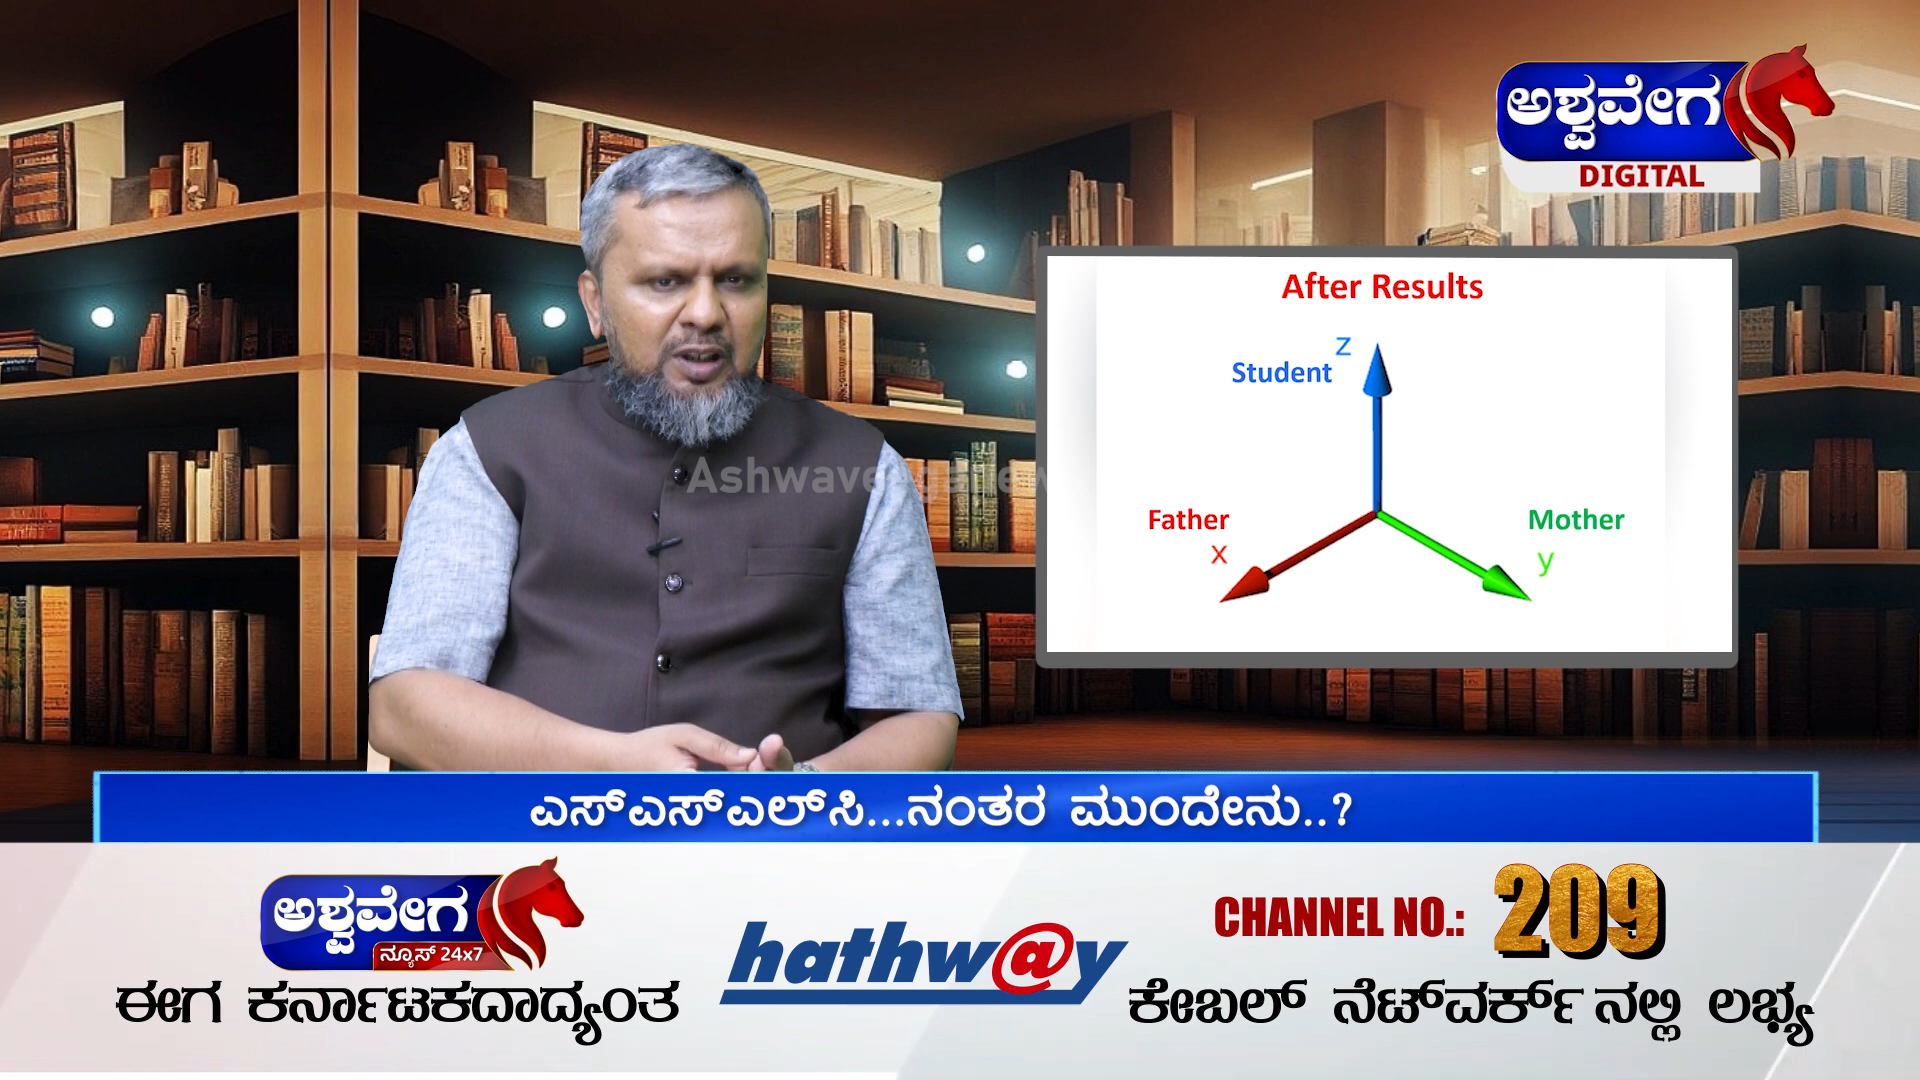 ಅಶ್ವವೇಗ
DIGITAL
After Results
z
Student
Father
x
Mother
y
ಎಸ್ಎಸ್ಎಲ್‌ಸಿ...ನಂತರ ಮುಂದೇನು..?
ಅಶ್ವವೇಗ
ನ್ಯೂಸ್ 24x7
ಈಗ ಕರ್ನಾಟಕದಾದ್ಯಂತ
hathw@y
CHANNEL NO.: 209
ಕೇಬಲ್ ನೆಟ್‌ವರ್ಕ್ ನಲ್ಲಿ ಲಭ್ಯ